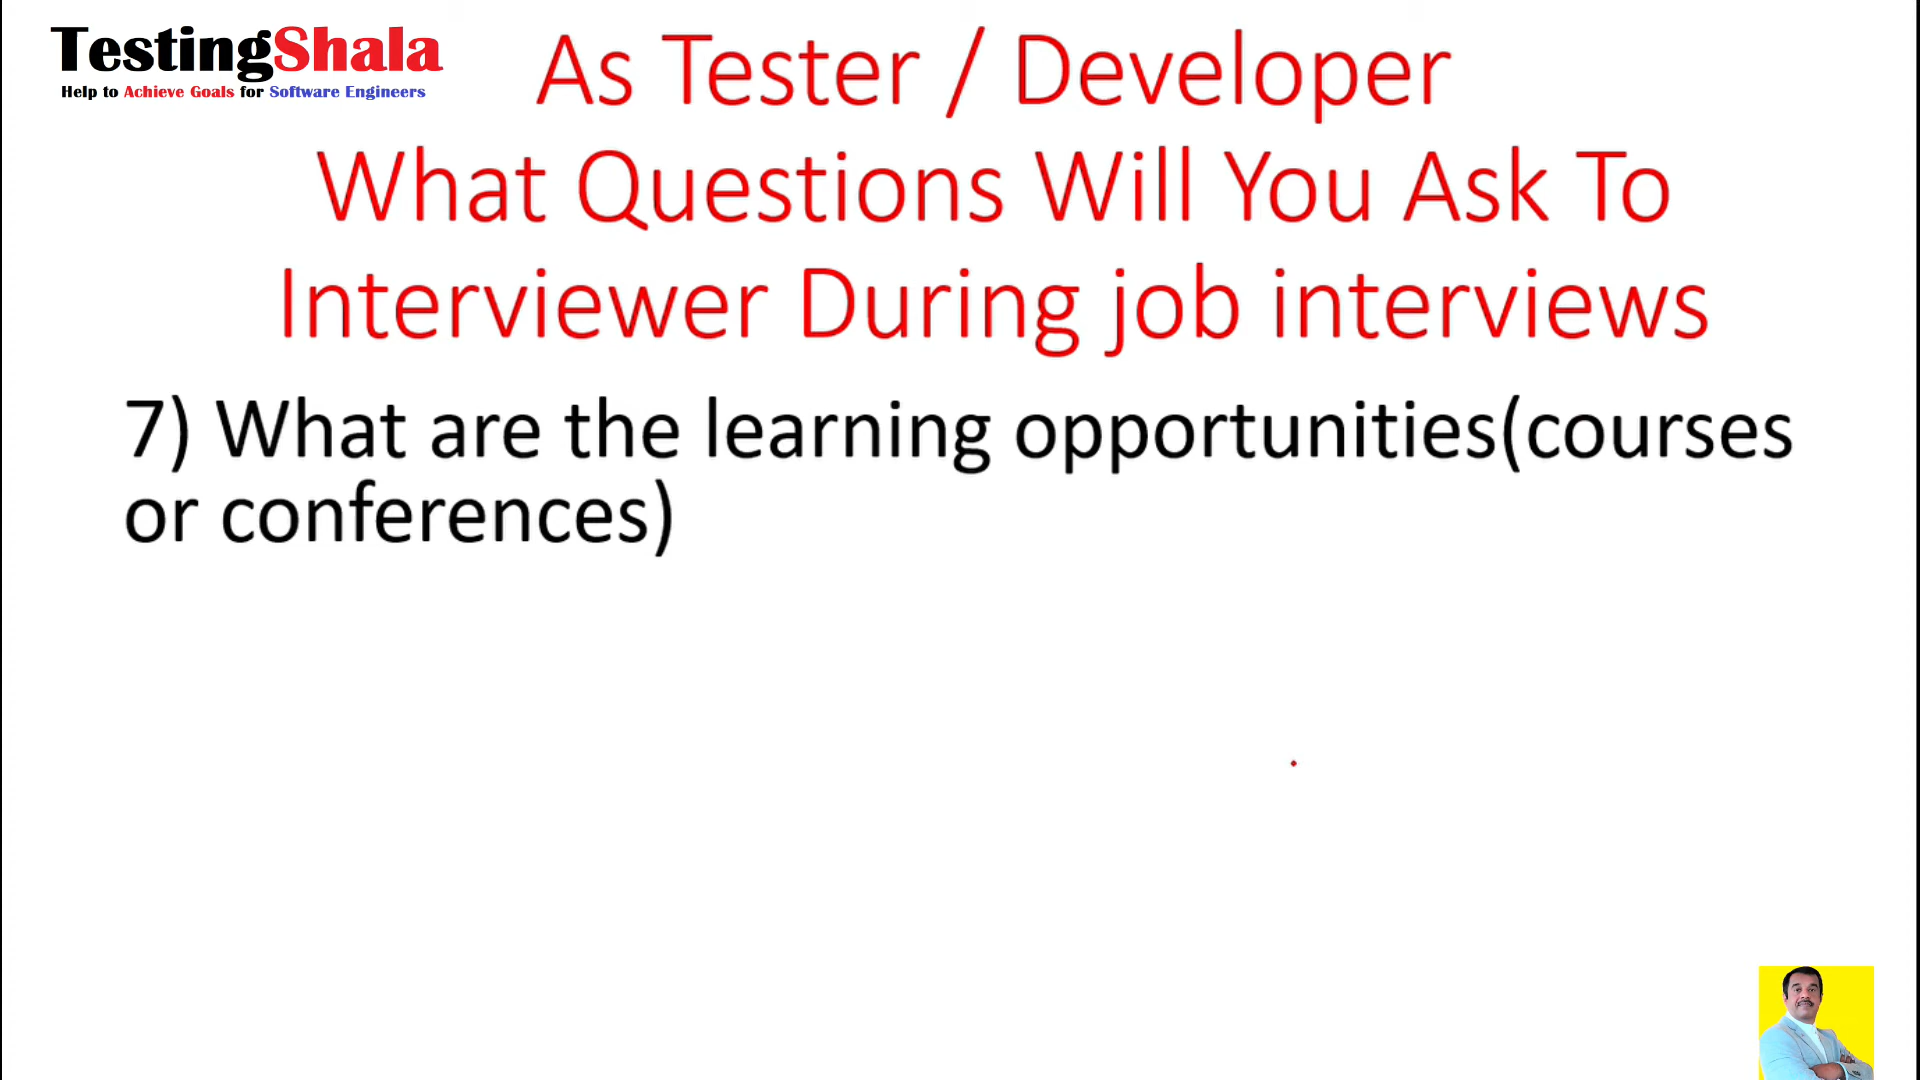 TestingShala
Help to Achieve Goals for Software Engineers
As Tester / Developer
What Questions Will You Ask To
Interviewer During job interviews
7) What are the learning opportunities(courses
or conferences)